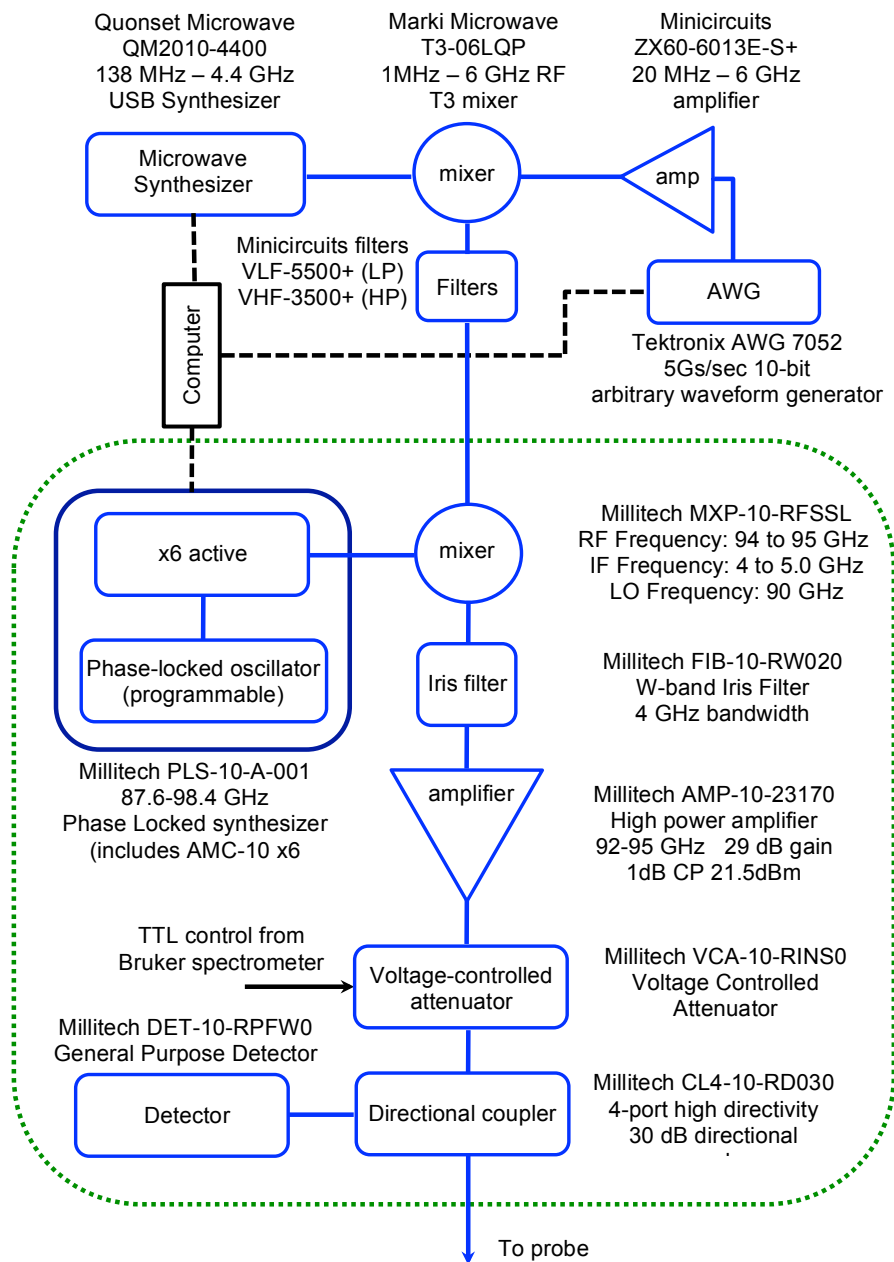 Quonset Microwave
QM2010-4400
138 MHz – 4.4 GHz
USB Synthesizer
Marki Microwave
T3-06LQP
1MHz – 6 GHz RF
T3 mixer
Minicircuits
ZX60-6013E-S+
20 MHz – 6 GHz
amplifier
Microwave
Synthesizer
mixer
amp
Minicircuits filters
VLF-5500+ (LP)
VHF-3500+ (HP)
Filters
AWG
Computer
Tektronix AWG 7052
5Gs/sec 10-bit
arbitrary waveform generator
x6 active
mixer
Millitech MXP-10-RFSSL
RF Frequency: 94 to 95 GHz
IF Frequency: 4 to 5.0 GHz
LO Frequency: 90 GHz
Phase-locked oscillator
(programmable)
Iris filter
Millitech FIB-10-RW020
W-band Iris Filter
4 GHz bandwidth
Millitech PLS-10-A-001
87.6-98.4 GHz
Phase Locked synthesizer
(includes AMC-10 x6
amplifier
Millitech AMP-10-23170
High power amplifier
92-95 GHz 29 dB gain
1dB CP 21.5dBm
TTL control from
Bruker spectrometer
Voltage-controlled
attenuator
Millitech VCA-10-RINS0
Voltage Controlled
Attenuator
Millitech DET-10-RPFW0
General Purpose Detector
Detector
Directional coupler
Millitech CL4-10-RD030
4-port high directivity
30 dB directional
To probe